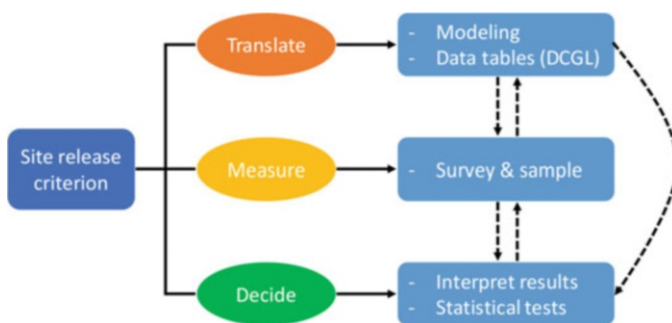 Translate
- Modeling
- Data tables (DCGL)
Site release
criterion
Measure
- Survey & sample
Decide
- Interpret results
- Statistical tests